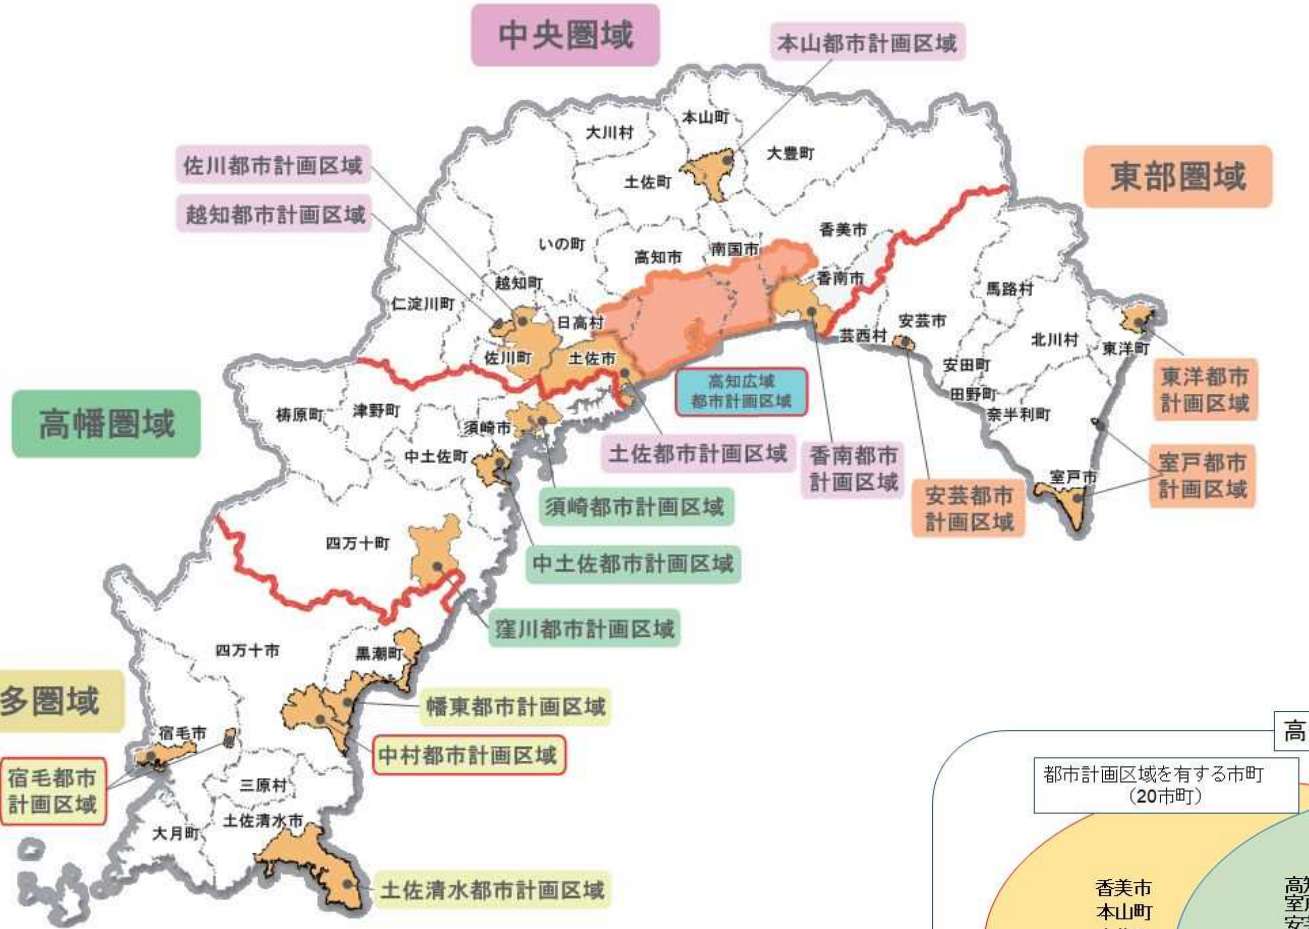 中央圏域
本山都市計画区域
本山町
大川村
大豊町
佐川都市計画区域
土佐町
東部圏域
越知都市計画区域
香美市
いの町
高知市
南国市
香南市
越知町
馬路村
仁淀川町
日高村
安芸市
芸西村
北川村
東洋町
佐川町
土佐市
安田町
高知広域
都市計画区域
東洋都市
計画区域
田野町
奈半利町
高幡圏域
梼原町
津野町
須崎市
中土佐町
土佐都市計画区域
香南都市
計画区域
室戸都市
計画区域
室戸市
安芸都市
計画区域
須崎都市計画区域
四万十町
中土佐都市計画区域
窪川都市計画区域
四万十市
黒潮町
多圏域
幡東都市計画区域
宿毛市
中村都市計画区域
宿毛都市
計画区域
三原村
大月町
土佐清水市
土佐清水都市計画区域
高
都市計画区域を有する市町
（20市町）
香美市
本山町